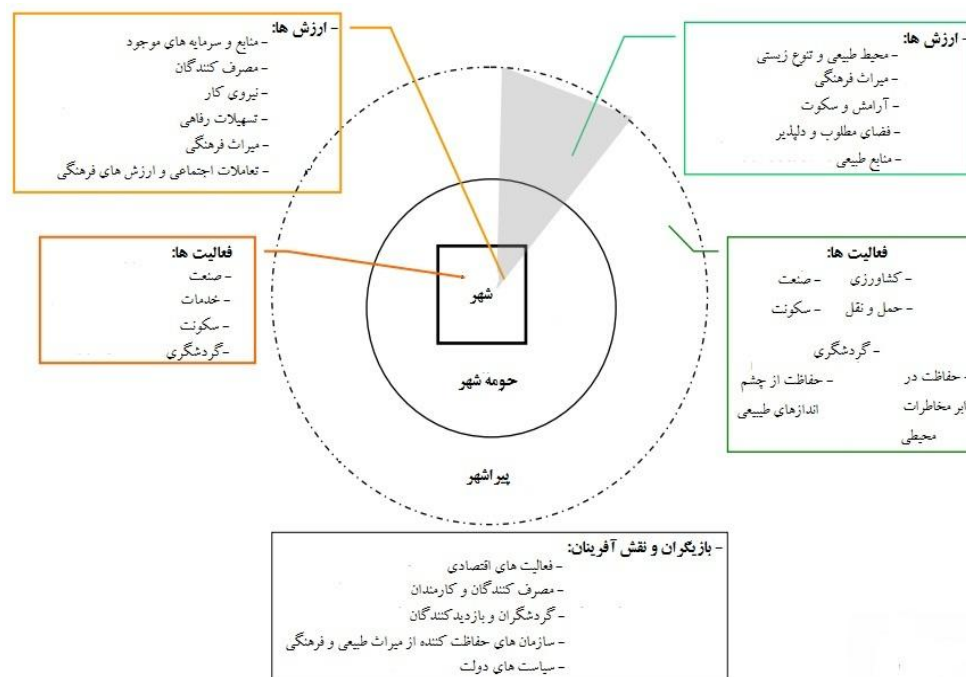 - ارزش ها:
- محیط طبیعی و تنوع زیستی
- میراث فرهنگی
- آرامش و سکوت
- فضای مطلوب و دلپذیر
- منابع طبیعی
- ارزش ها:
- منابع و سرمایه های موجود
- مصرف کنندگان
- نیروی کار
- تسهیلات رفاهی
- میراث فرهنگی
- تعاملات اجتماعی و ارزش های فرهنگی
فعالیت ها:
- کشاورزی - صنعت
- حمل و نقل - سکونت
- گردشگری
- حفاظت در - حفاظت از چشم
ابر مخاطرات اندازهای طبیعی
محیطی
فعالیت ها:
- صنعت
- خدمات
- سکونت
- گردشگری
شهر
حومه شهر
پیراشهر
- بازیگران و نقش آفرینان:
- فعالیت های اقتصادی
- مصرف کنندگان و کارمندان
- گردشگران و بازدیدکنندگان
- سازمان های حفاظت کننده از میراث طبیعی و فرهنگی
- سیاست های دولت